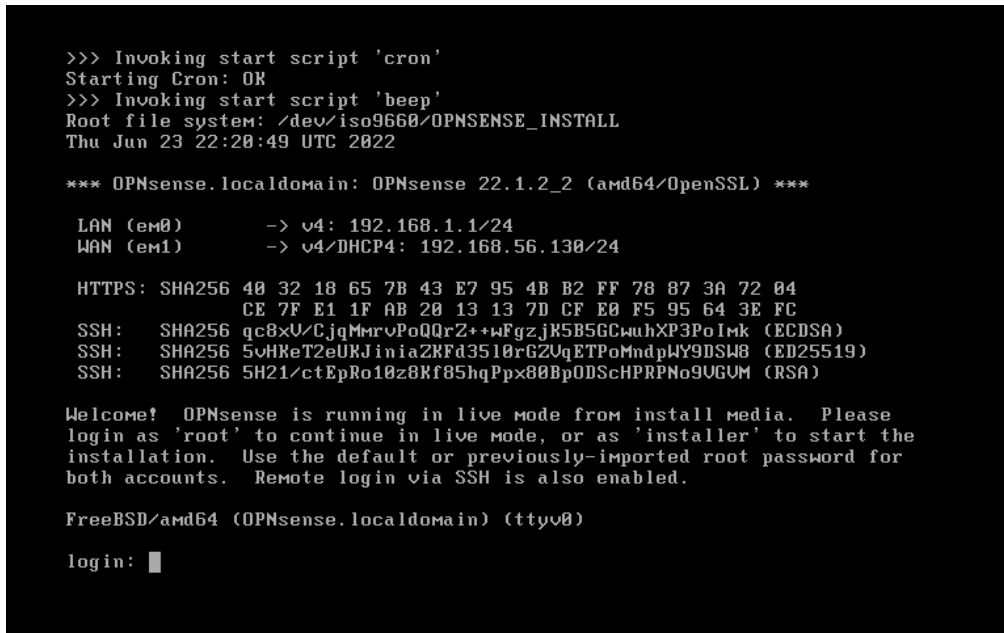 >>> Invoking start script 'cron'
Starting Cron: OK
>>> Invoking start script 'beep'
Root file system: /dev/iso9660/OPNSENSE_INSTALL
Thu Jun 23 22:20:49 UTC 2022
*** OPNsense.localdomain: OPNsense 22.1.2_2 (amd64/OpenSSL) ***
LAN (em0) -> v4: 192.168.1.1/24
WAN (em1) -> v4/DHCP4: 192.168.56.130/24
HTTPS: SHA256 40 32 18 65 7B 43 E7 95 4B B2 FF 78 87 3A 72 04
CE 7F E1 1F AB 20 13 13 7D CF E0 F5 95 64 3E FC
SSH: SHA256 qc8xV/CjqMmrvPoQQrZ++wFgzjK5B5GCwuhXP3PoImk (ECDSA)
SSH: SHA256 5vHKeT2eUKJiniaZKFd35l0rGZVqETPoMndpWY9DSW8 (ED25519)
SSH: SHA256 5H21/ctEpRo10z8Kf85hqPpx80BpODScHPRPNo9VGVM (RSA)
Welcome!  OPNsense is running in live mode from install media.  Please
login as 'root' to continue in live mode, or as 'installer' to start the
installation.  Use the default or previously-imported root password for
both accounts.  Remote login via SSH is also enabled.
FreeBSD/amd64 (OPNsense.localdomain) (ttyv0)
login: